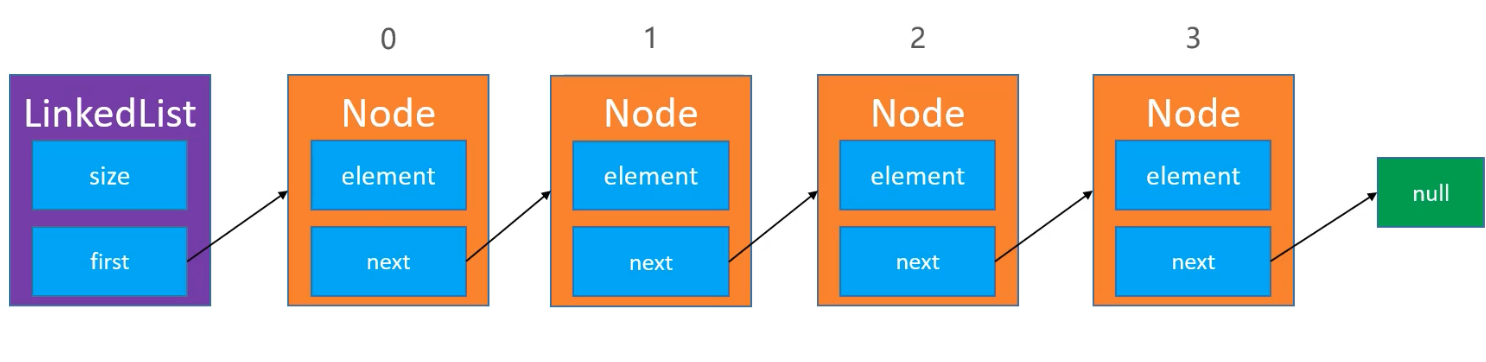 0 1 2 3
LinkedList Node Node Node Node
size element element element element
null
first next next next next